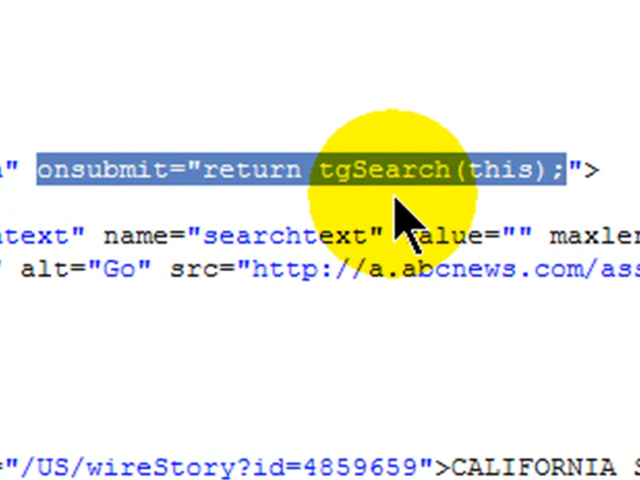 " onsubmit="return tgSearch(this);">
text" name="searchtext" value="" maxlen
" alt="Go" src="http://a.abcnews.com/ass
="/US/wireStory?id=4859659">CALIFORNIA S